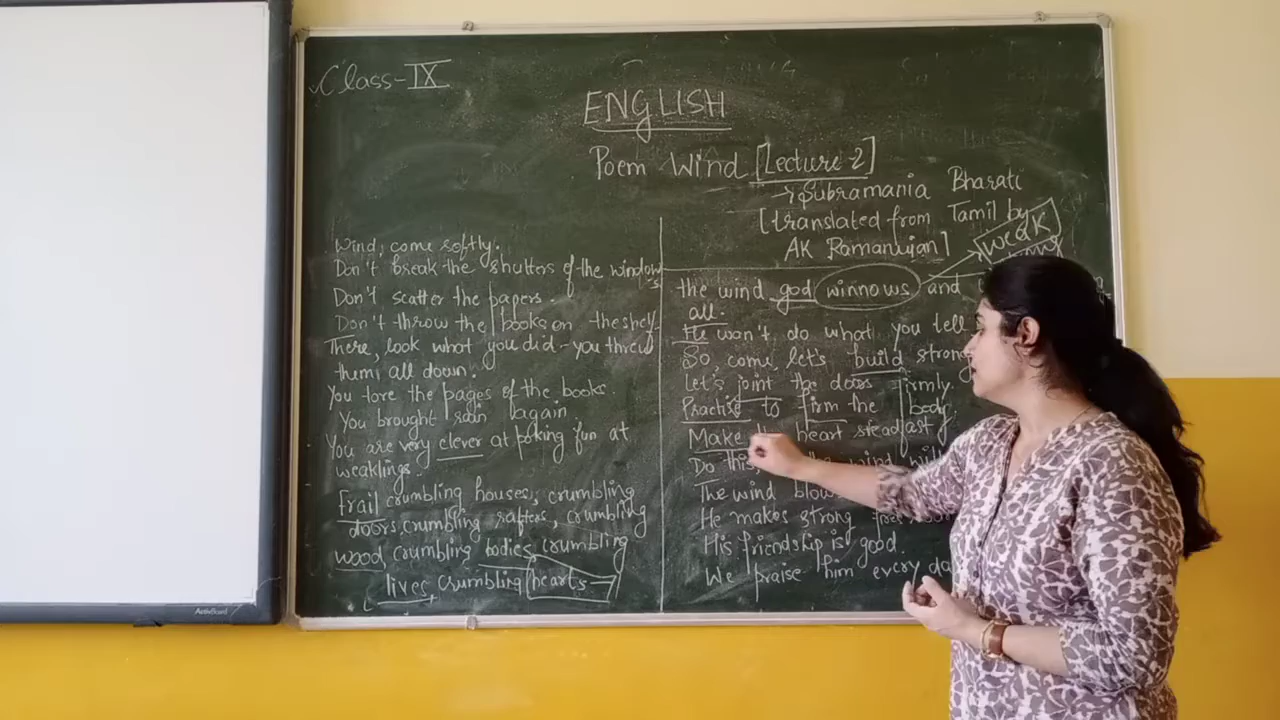 Class-IX
ENGLISH
Poem Wind [Lecture-2]
→ Subramania Bharati
[translated from Tamil by
AK Ramanujan]
Wind, come softly.
Don't break the shutters of the windows
Don't scatter the papers.
Don't throw the books on the shelf.
There, look what you did - you threw
them all down.
You tore the pages of the books.
You brought rain again
You are very clever at poking fun at
weaklings.
Frail crumbling houses, crumbling
doors crumbling rafters, crumbling
wood, crumbling bodies crumbling
lives, crumbling hearts
weak
the wind god winnows and
all.
He won't do what you tell
So, come, let's build strong
Let's joint the doors firmly.
Practise to firm the body.
Make heart steadfast
Do this, wind will
The wind
He makes strong
His friendship is good.
We praise him every
ActivBoard